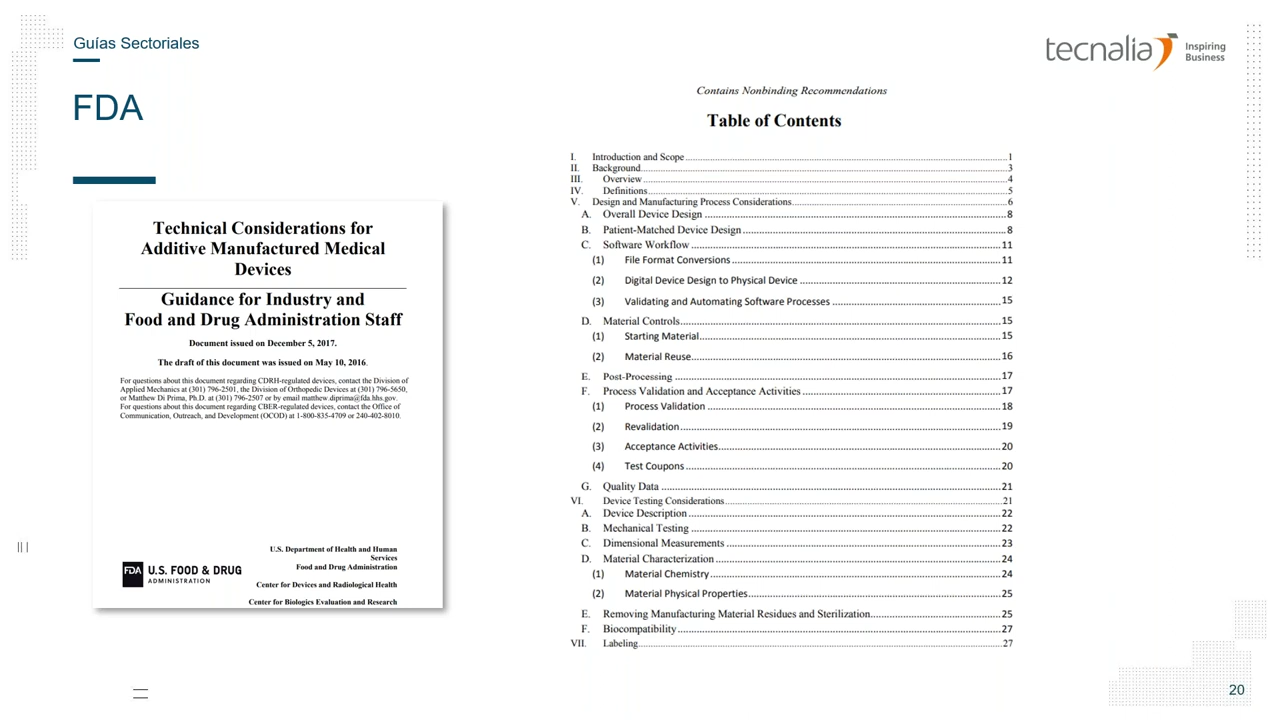 Guías Sectoriales
tecnalia Inspiring
Business
FDA
Technical Considerations for
Additive Manufactured Medical
Devices
Guidance for Industry and
Food and Drug Administration Staff
Document issued on December 5, 2017.
The draft of this document was issued on May 10, 2016.
For questions about this document regarding CDRH-regulated devices, contact the Division of
Applied Mechanics at (301) 796-2501, the Division of Orthopedic Devices at (301) 796-5650,
or Matthew Di Prima, Ph.D. at (301) 796-2507 or by email matthew.diprima@fda.hhs.gov.
For questions about this document regarding CBER-regulated devices, contact the Office of
Communication, Outreach, and Development (OCOD) at 1-800-835-4709 or 240-402-8010.
FDA U.S. FOOD & DRUG
ADMINISTRATION
U.S. Department of Health and Human
Services
Food and Drug Administration
Center for Devices and Radiological Health
Center for Biologics Evaluation and Research
Contains Nonbinding Recommendations
Table of Contents
I. Introduction and Scope 1
II. Background 3
III. Overview 4
IV. Definitions 5
V. Design and Manufacturing Process Considerations 6
A. Overall Device Design 8
B. Patient-Matched Device Design 8
C. Software Workflow 11
(1) File Format Conversions 11
(2) Digital Device Design to Physical Device 12
(3) Validating and Automating Software Processes 15
D. Material Controls 15
(1) Starting Material 15
(2) Material Reuse 16
E. Post-Processing 17
F. Process Validation and Acceptance Activities 17
(1) Process Validation 18
(2) Revalidation 19
(3) Acceptance Activities 20
(4) Test Coupons 20
G. Quality Data 21
VI. Device Testing Considerations 21
A. Device Description 22
B. Mechanical Testing 22
C. Dimensional Measurements 23
D. Material Characterization 24
(1) Material Chemistry 24
(2) Material Physical Properties 25
E. Removing Manufacturing Material Residues and Sterilization 25
F. Biocompatibility 27
VII. Labeling 27
20